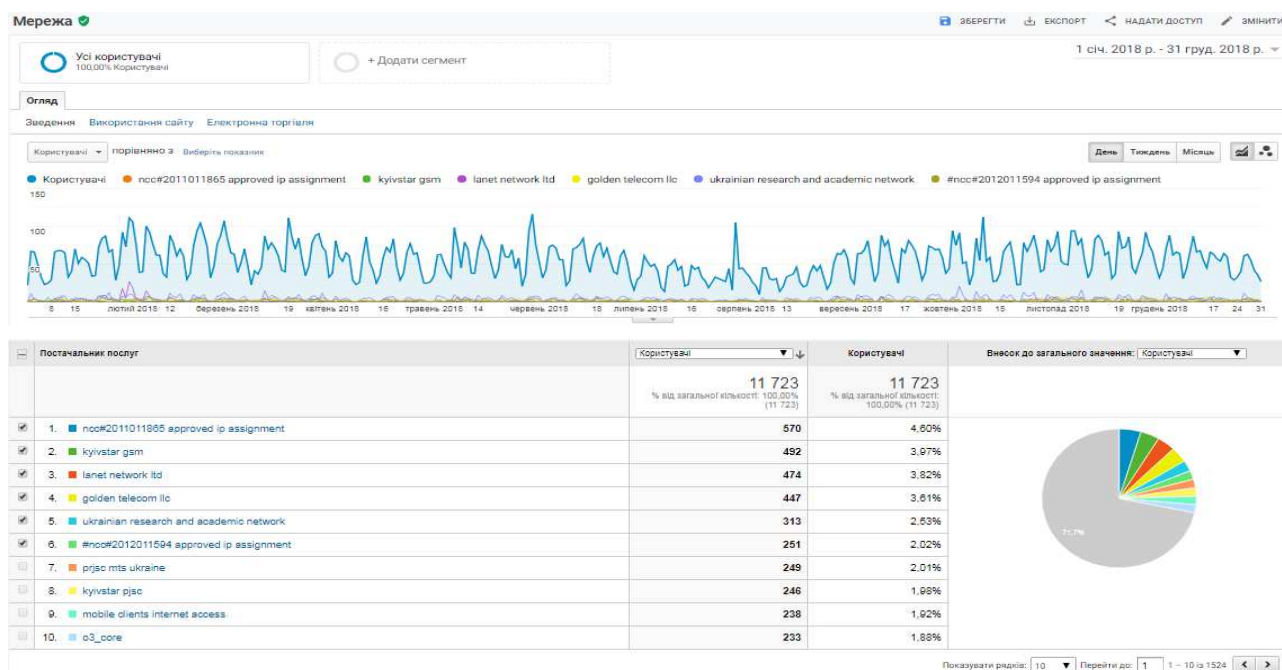 Мережа
ЗБЕРЕГТИ ЕКСПОРТ НАДАТИ ДОСТУП ЗМІНИТИ
Усі користувачі
100,00% Користувачі
+ Додати сегмент
1 січ. 2018 р. - 31 груд. 2018 р.
Огляд
Зведення Використання сайту Електронна торгівля
Користувачі порівняно з Виберіть показник
День Тиждень Місяць
Користувачі ncc#2011011865 approved ip assignment kyivstar gsm lanet network ltd golden telecom llc ukrainian research and academic network #ncc#2012011594 approved ip assignment
150
100
50
8 15 лютий 2018 12 березень 2018 19 квітень 2018 16 травень 2018 14 червень 2018 18 липень 2018 16 серпень 2018 13 вересень 2018 17 жовтень 2018 15 листопад 2018 19 грудень 2018 17 24 31
Постачальник послуг Користувачі Користувачі Внесок до загального значення: Користувачі
11 723 11 723
% від загальної кількості: 100,00% (11 723) % від загальної кількості: 100,00% (11 723)
1. ncc#2011011865 approved ip assignment 570 4,60%
2. kyivstar gsm 492 3,97%
3. lanet network ltd 474 3,82%
4. golden telecom llc 447 3,61%
5. ukrainian research and academic network 313 2,53%
6. #ncc#2012011594 approved ip assignment 251 2,02%
7. prjsc mts ukraine 249 2,01%
8. kyivstar pjsc 246 1,98%
9. mobile clients internet access 238 1,92%
10. o3_core 233 1,88%
71,7%
Показувати рядків: 10 Перейти до: 1 1 – 10 із 1524